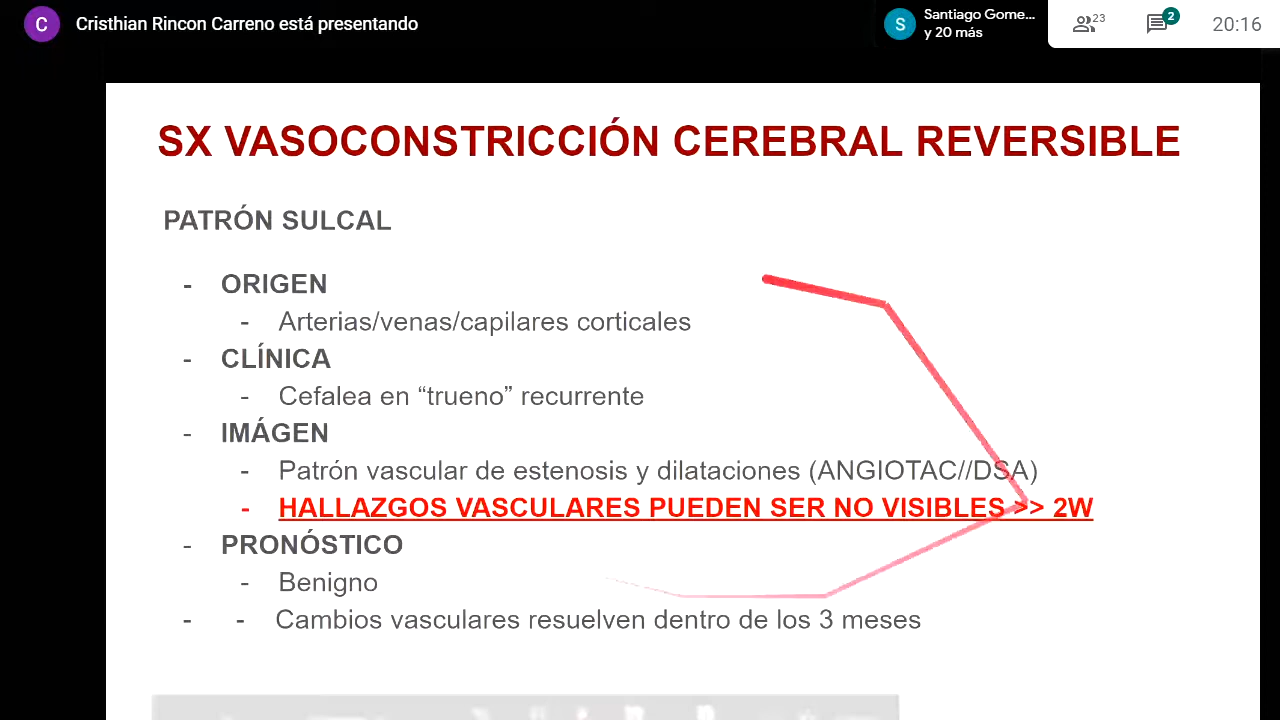 C Cristhian Rincon Carreno está presentando
S Santiago Gome...
y 20 más
23
2
20:16
SX VASOCONSTRICCIÓN CEREBRAL REVERSIBLE
PATRÓN SULCAL
- ORIGEN
- Arterias/venas/capilares corticales
- CLÍNICA
- Cefalea en “trueno” recurrente
- IMÁGEN
- Patrón vascular de estenosis y dilataciones (ANGIOTAC//DSA)
- HALLAZGOS VASCULARES PUEDEN SER NO VISIBLES >> 2W
- PRONÓSTICO
- Benigno
- - Cambios vasculares resuelven dentro de los 3 meses